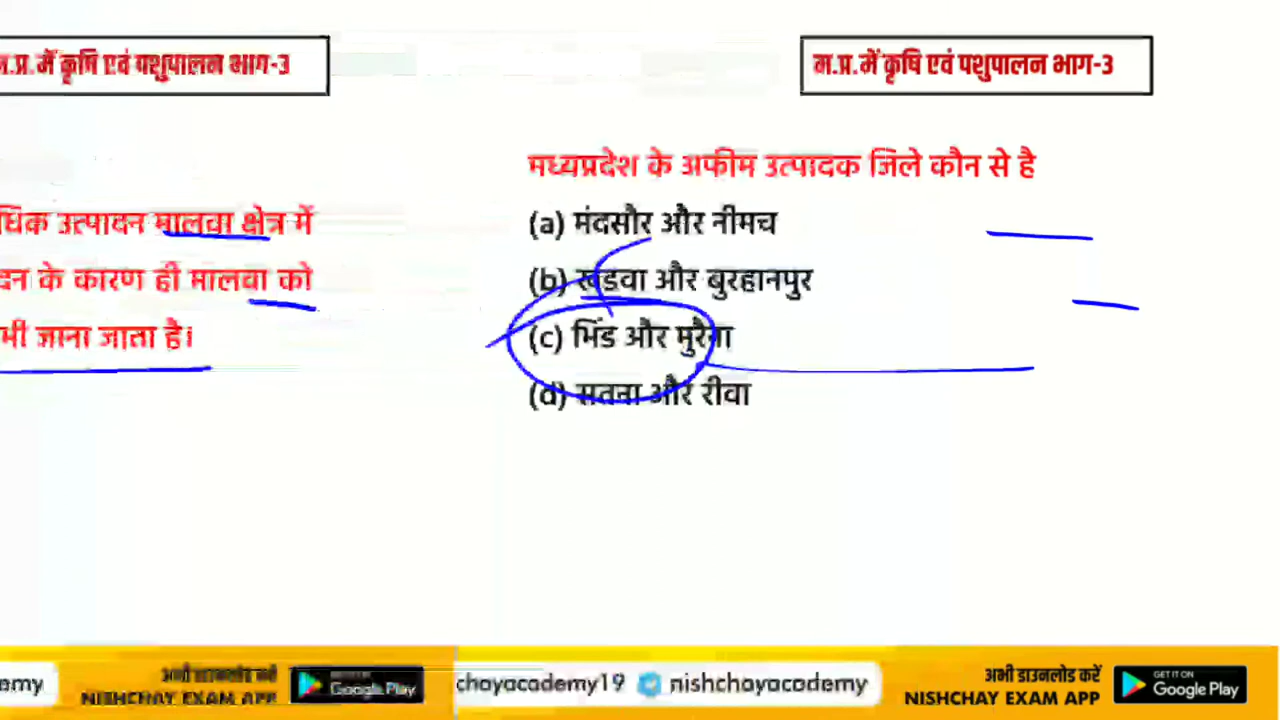 म.प्र.में कृषि एवं पशुपालन भाग-3
धिक उत्पादन मालवा क्षेत्र में
दन के कारण ही मालवा को
भी जाना जाता है।
म.प्र.में कृषि एवं पशुपालन भाग-3
मध्यप्रदेश के अफीम उत्पादक जिले कौन से है
(a) मंदसौर और नीमच
(b) खंडवा और बुरहानपुर
(c) भिंड और मुरैना
(d) सतना और रीवा
emy
अभी डाउनलोड करें
NISHCHAY EXAM APP
Google Play
chayacademy19 nishchayacademy
अभी डाउनलोड करें
NISHCHAY EXAM APP
GET IT ON
Google Play